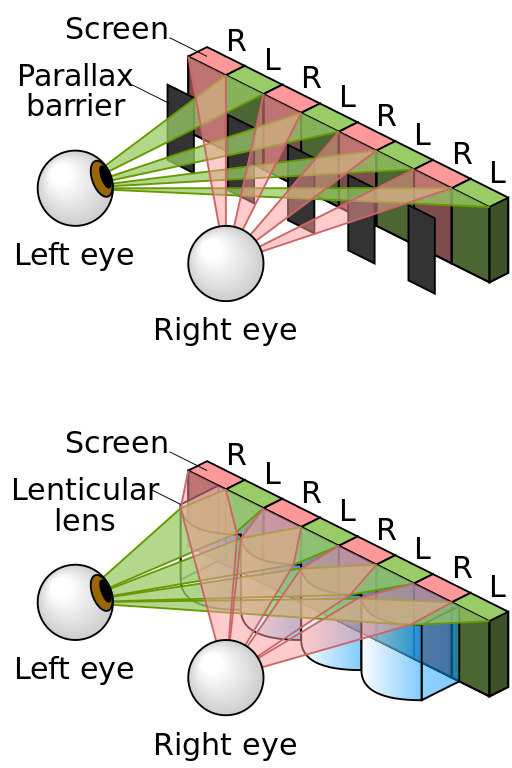 Screen
R
L
R
L
R
L
R
L
Parallax
barrier
Left eye
Right eye
Screen
R
L
R
L
R
L
R
L
Lenticular
lens
Left eye
Right eye